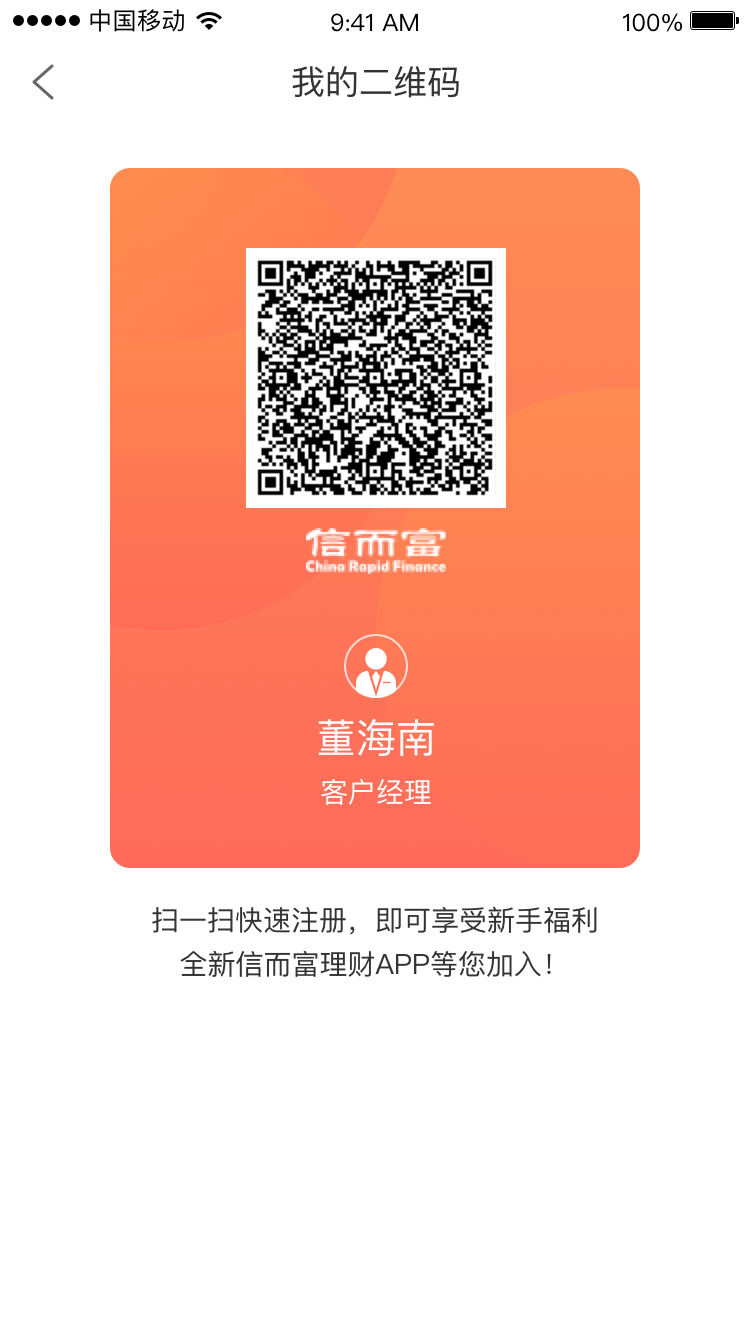 中国移动 9:41 AM 100%
我的二维码
信而富
China Rapid Finance
董海南
客户经理
扫一扫快速注册，即可享受新手福利
全新信而富理财APP等您加入！